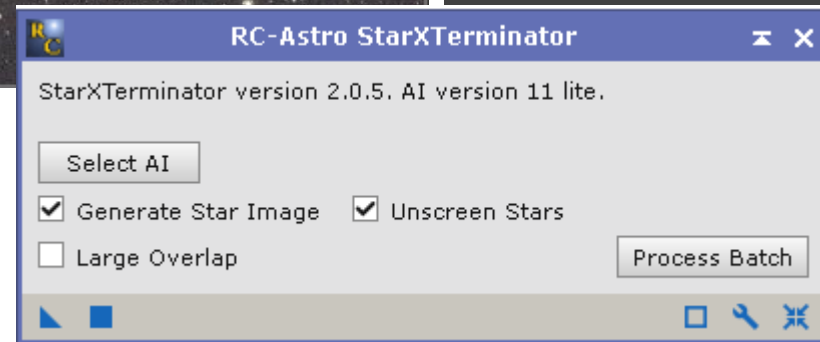 RC
RC-Astro StarXTerminator
StarXTerminator version 2.0.5. AI version 11 lite.
Select AI
Generate Star Image Unscreen Stars
Large Overlap Process Batch